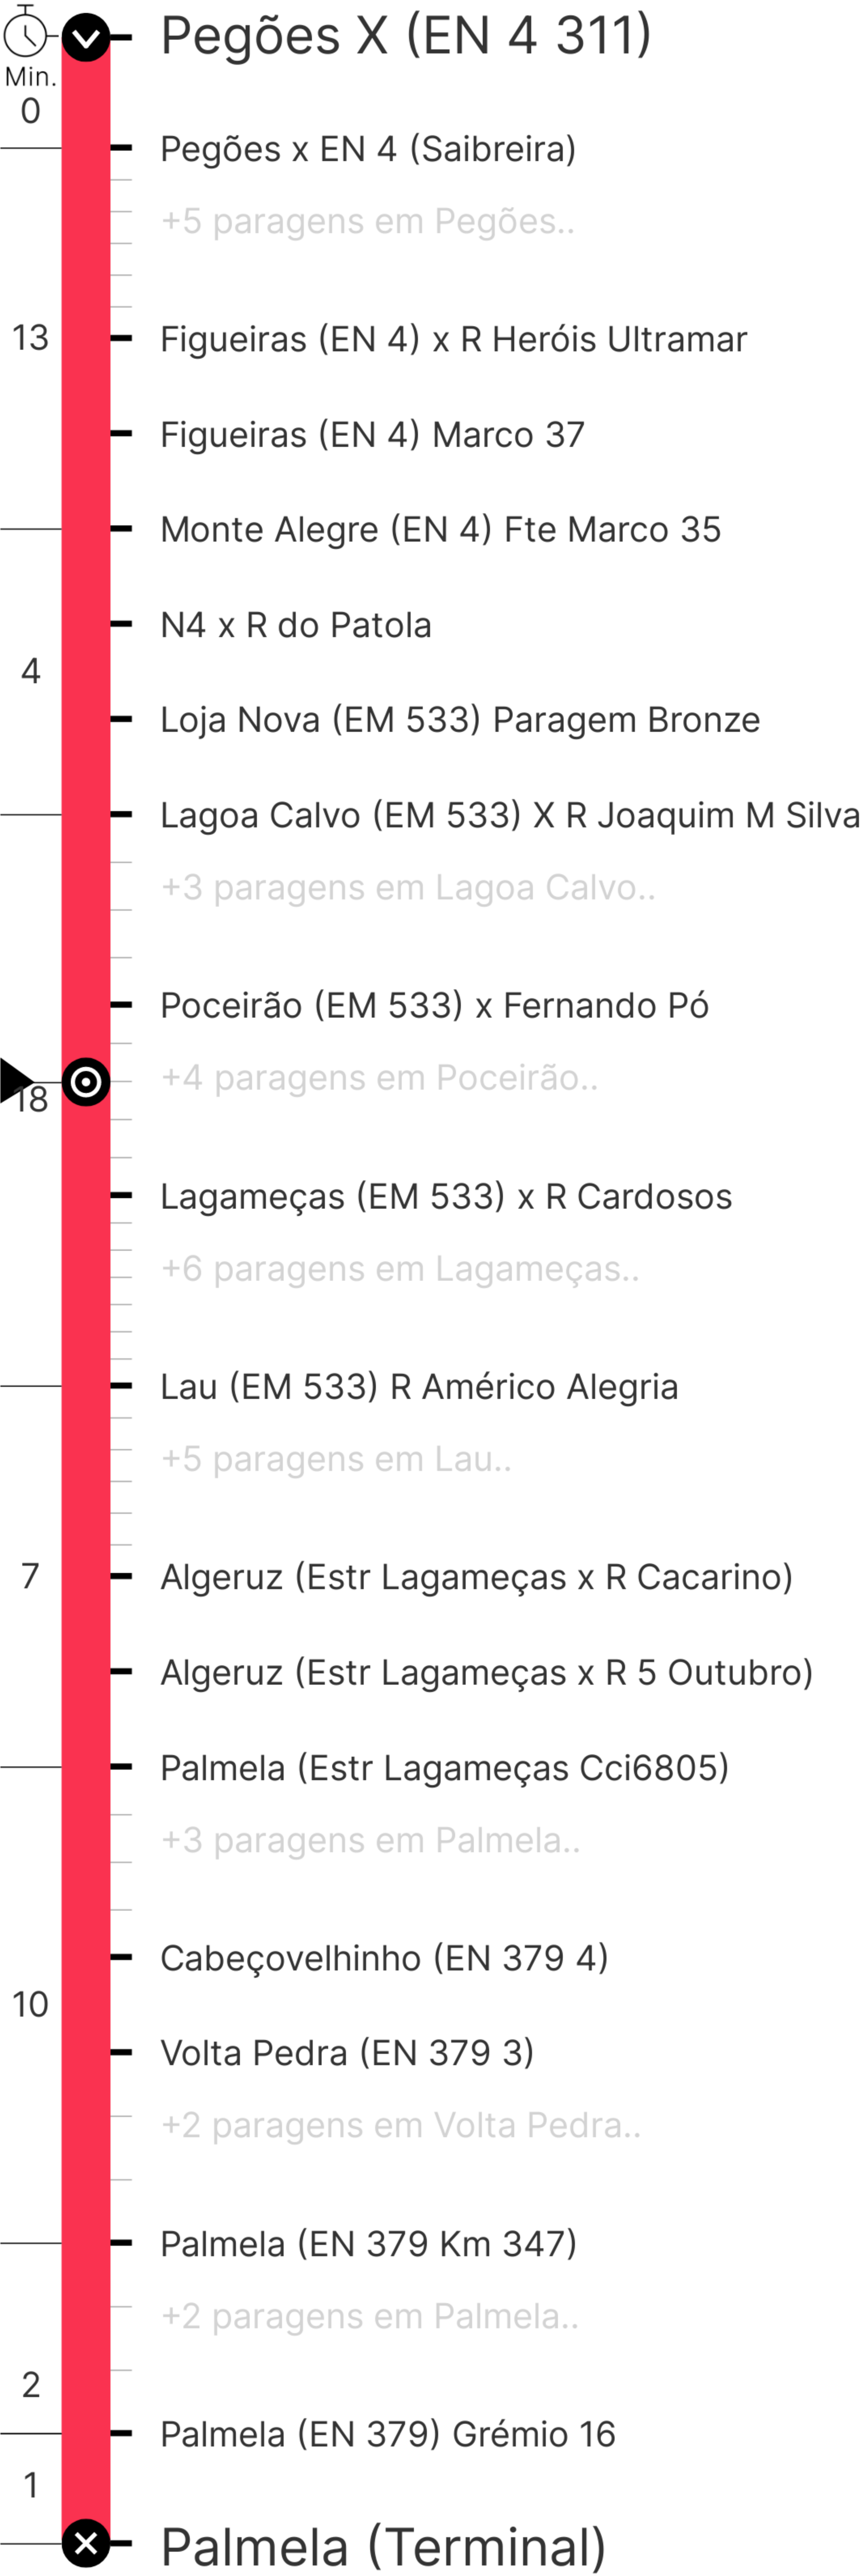 Pegões X (EN 4 311)
Min.
0
Pegões x EN 4 (Saibreira)
+5 paragens em Pegões..
13
Figueiras (EN 4) x R Heróis Ultramar
Figueiras (EN 4) Marco 37
Monte Alegre (EN 4) Fte Marco 35
N4 x R do Patola
4
Loja Nova (EM 533) Paragem Bronze
Lagoa Calvo (EM 533) X R Joaquim M Silva
+3 paragens em Lagoa Calvo..
Poceirão (EM 533) x Fernando Pó
+4 paragens em Poceirão..
18
Lagameças (EM 533) x R Cardosos
+6 paragens em Lagameças..
Lau (EM 533) R Américo Alegria
+5 paragens em Lau..
7
Algeruz (Estr Lagameças x R Cacarino)
Algeruz (Estr Lagameças x R 5 Outubro)
Palmela (Estr Lagameças Cci6805)
+3 paragens em Palmela..
Cabeçovelhinho (EN 379 4)
10
Volta Pedra (EN 379 3)
+2 paragens em Volta Pedra..
Palmela (EN 379 Km 347)
+2 paragens em Palmela..
2
Palmela (EN 379) Grémio 16
1
Palmela (Terminal)